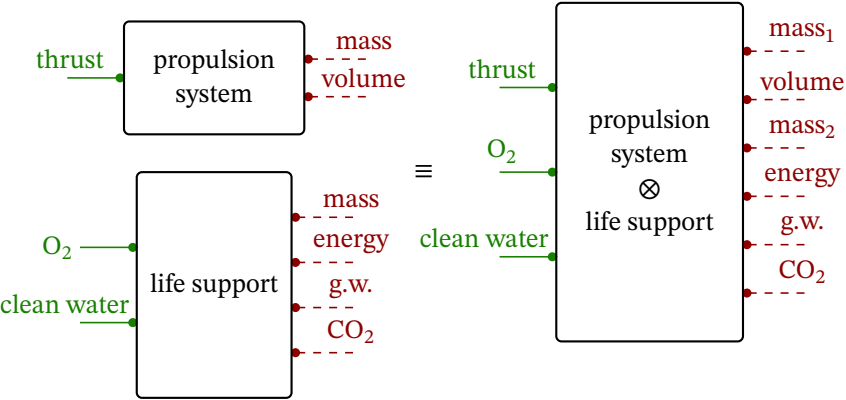 thrust
propulsion
system
mass
volume
O₂
clean water
life support
mass
energy
g.w.
CO₂
≡
thrust
O₂
clean water
propulsion
system
⊗
life support
mass₁
volume
mass₂
energy
g.w.
CO₂